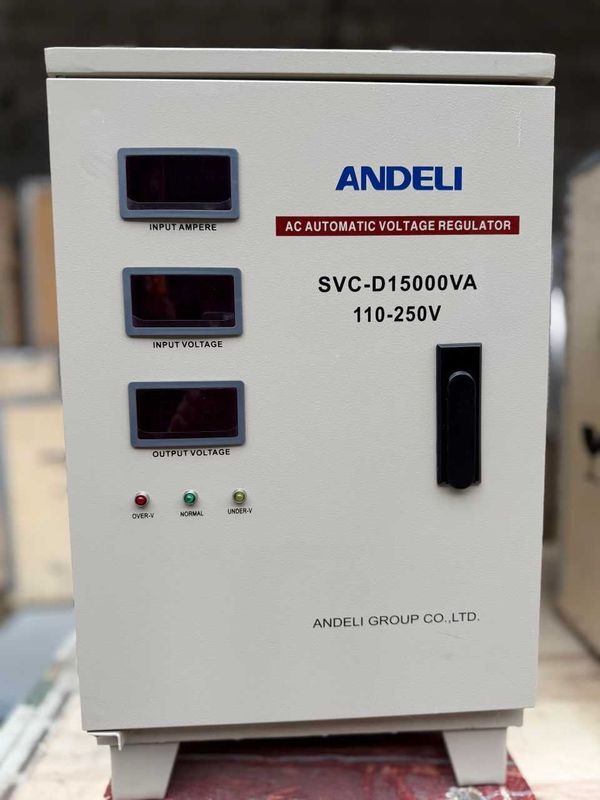 ANDELI
AC AUTOMATIC VOLTAGE REGULATOR
SVC-D15000VA
110-250V
INPUT AMPERE
INPUT VOLTAGE
OUTPUT VOLTAGE
OVER-V NORMAL UNDER-V
ANDELI GROUP CO.,LTD.